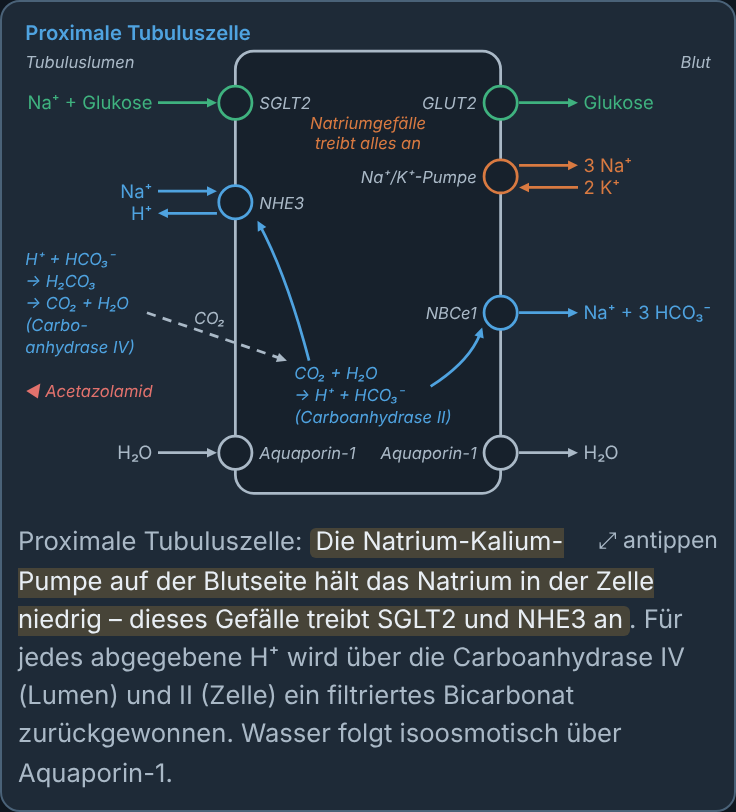 Proximale Tubuluszelle
Tubuluslumen
Blut
Na⁺ + Glukose
SGLT2
GLUT2
Glukose
Natriumgefälle
treibt alles an
Na⁺/K⁺-Pumpe
3 Na⁺
2 K⁺
Na⁺
H⁺
NHE3
H⁺ + HCO₃⁻
→ H₂CO₃
→ CO₂ + H₂O
(Carbo-
anhydrase IV)
CO₂
NBCe1
Na⁺ + 3 HCO₃⁻
CO₂ + H₂O
→ H⁺ + HCO₃⁻
(Carboanhydrase II)
◀ Acetazolamid
H₂O
Aquaporin-1
Aquaporin-1
H₂O
Proximale Tubuluszelle: Die Natrium-Kalium-
⤢ antippen
Pumpe auf der Blutseite hält das Natrium in der Zelle
niedrig – dieses Gefälle treibt SGLT2 und NHE3 an. Für
jedes abgegebene H⁺ wird über die Carboanhydrase IV
(Lumen) und II (Zelle) ein filtriertes Bicarbonat
zurückgewonnen. Wasser folgt isoosmotisch über
Aquaporin-1.